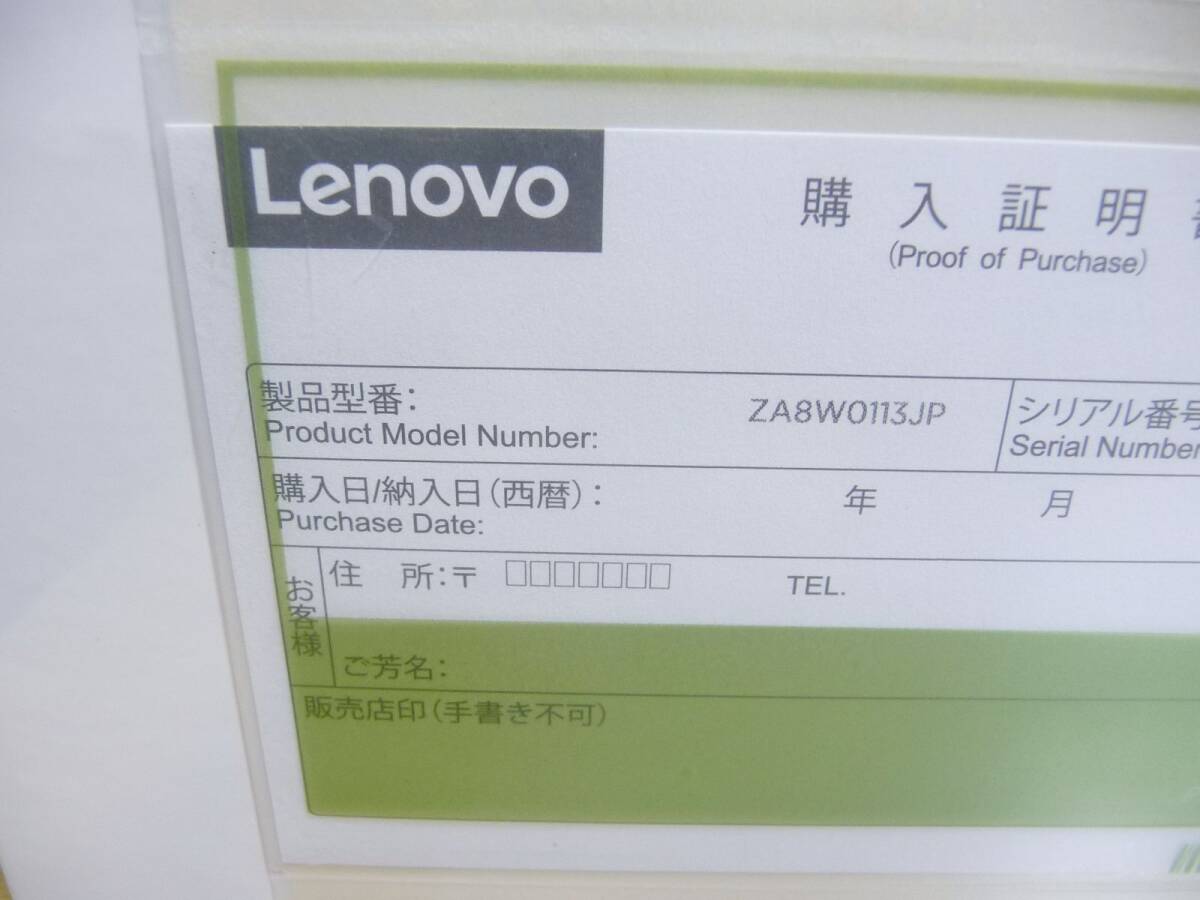 Lenovo
購入証明
(Proof of Purchase)
製品型番： ZA8W0113JP シリアル番号
Product Model Number: Serial Number
購入日/納入日（西暦）： 年 月
Purchase Date:
お客様
住 所：〒 □□□□□□□ TEL.
ご芳名：
販売店印（手書き不可）